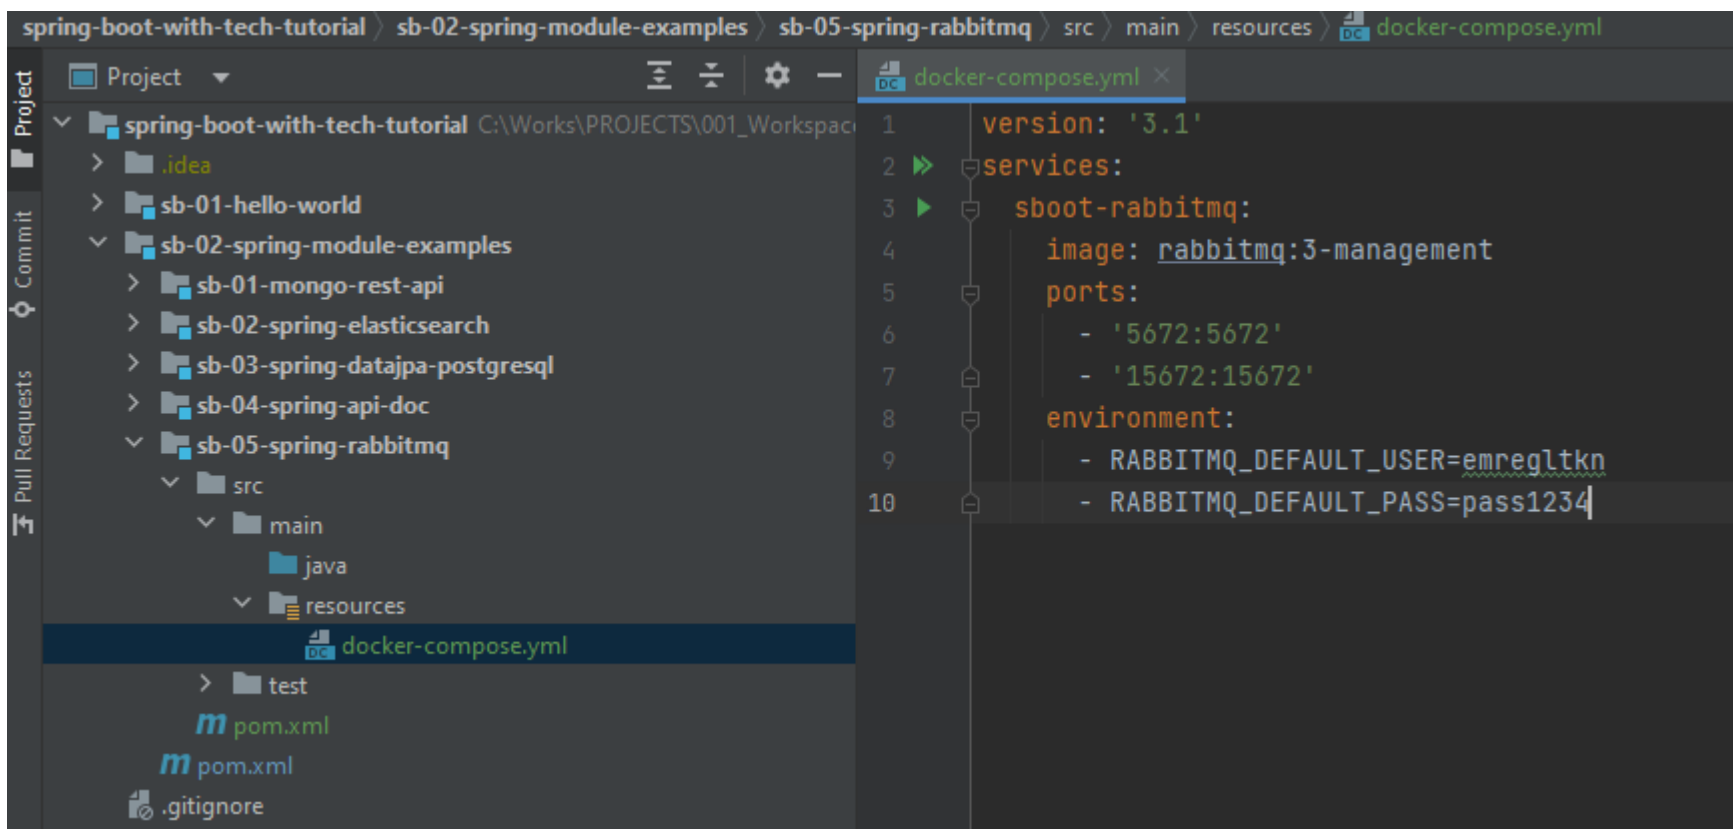 spring-boot-with-tech-tutorial 〉 sb-02-spring-module-examples 〉 sb-05-spring-rabbitmq 〉 src 〉 main 〉 resources 〉 docker-compose.yml
Project
Commit
Pull Requests
Project
spring-boot-with-tech-tutorial C:\Works\PROJECTS\001_Workspac
.idea
sb-01-hello-world
sb-02-spring-module-examples
sb-01-mongo-rest-api
sb-02-spring-elasticsearch
sb-03-spring-datajpa-postgresql
sb-04-spring-api-doc
sb-05-spring-rabbitmq
src
main
java
resources
docker-compose.yml
test
m pom.xml
m pom.xml
.gitignore
docker-compose.yml ×
1 version: '3.1'
2 services:
3 sboot-rabbitmq:
4 image: rabbitmq:3-management
5 ports:
6 - '5672:5672'
7 - '15672:15672'
8 environment:
9 - RABBITMQ_DEFAULT_USER=emregltkn
10 - RABBITMQ_DEFAULT_PASS=pass1234